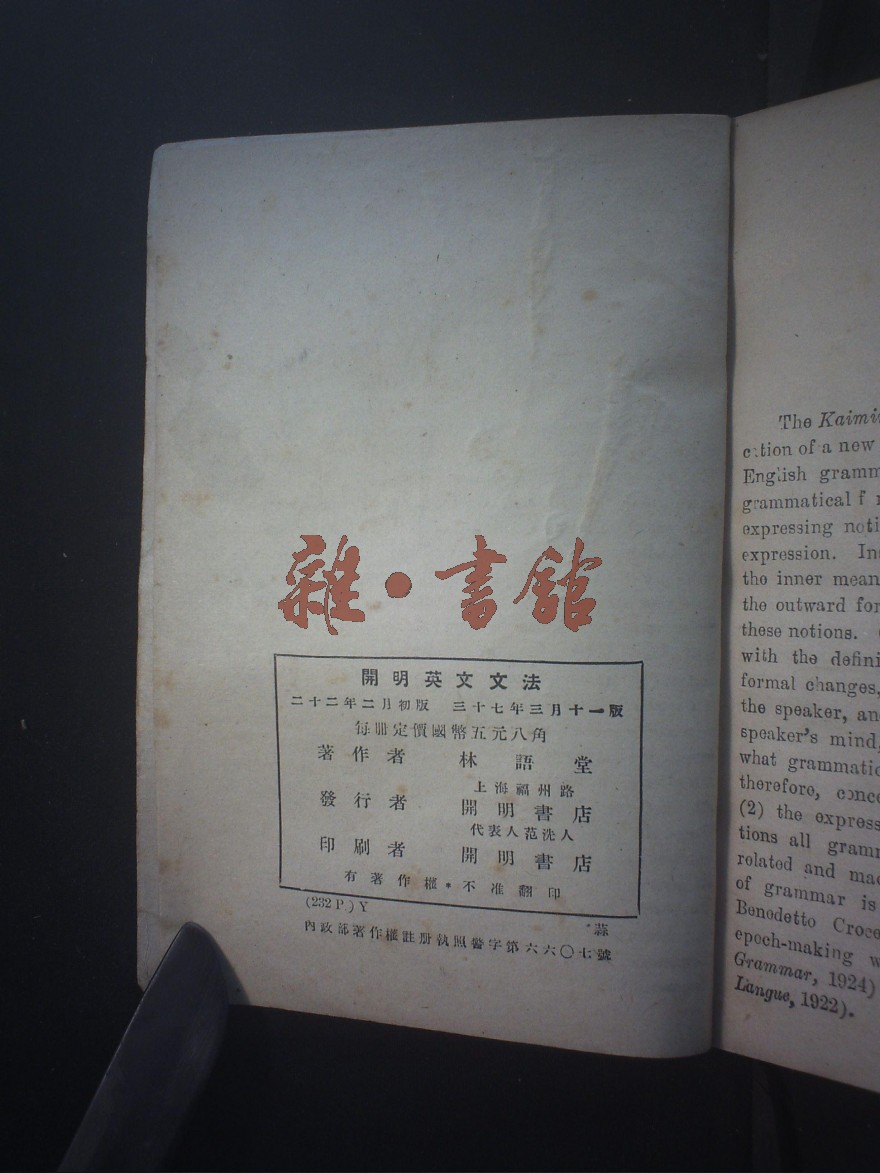 雜·書館
開明英文文法
二十二年二月初版 三十七年三月十一版
每冊定價國幣五元八角
著作者 林語堂
發行者 上海福州路
開明書店
代表人范洗人
印刷者 開明書店
有著作權*不准翻印
(232 P.) Y
內政部著作權註册執照警字第六六〇七號
The Kaimi
c tion of a new
English gramm
grammatical f
expressing noti
expression. Ins
the inner mean
the outward for
these notions.
with the defini
formal changes,
the speaker, an
speaker's mind,
what grammatic
therefore, conce
(2) the express
tions all gramm
related and mad
of grammar is
Benedetto Croce
epoch-making w
Grammar, 1924)
Langue, 1922).